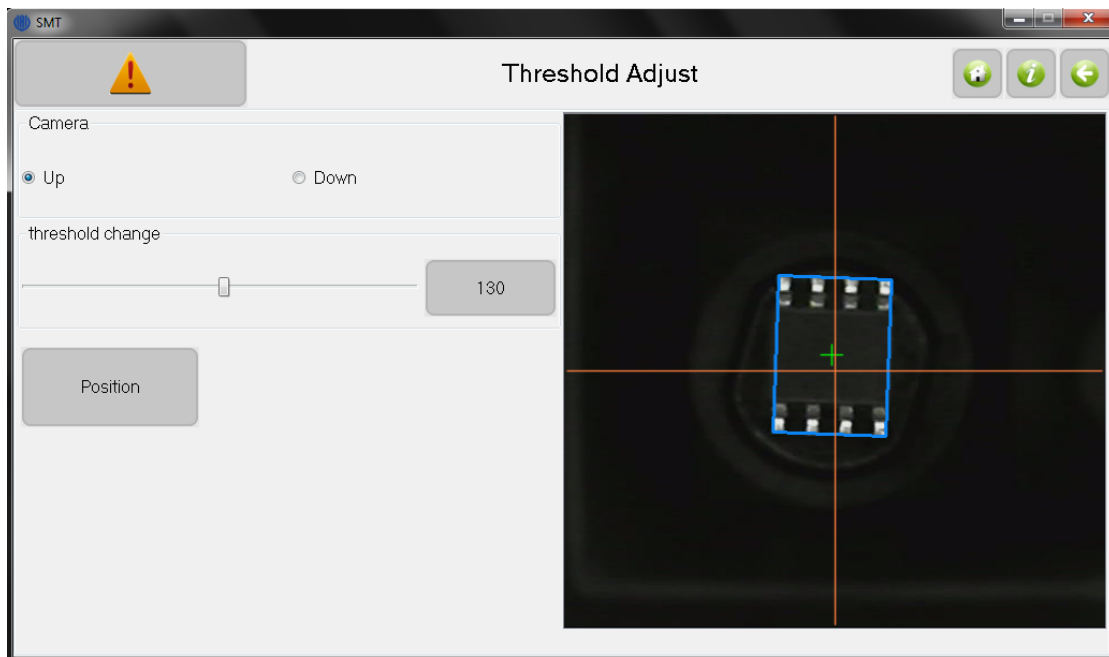 SMT
Threshold Adjust
Camera
Up
Down
threshold change
130
Position